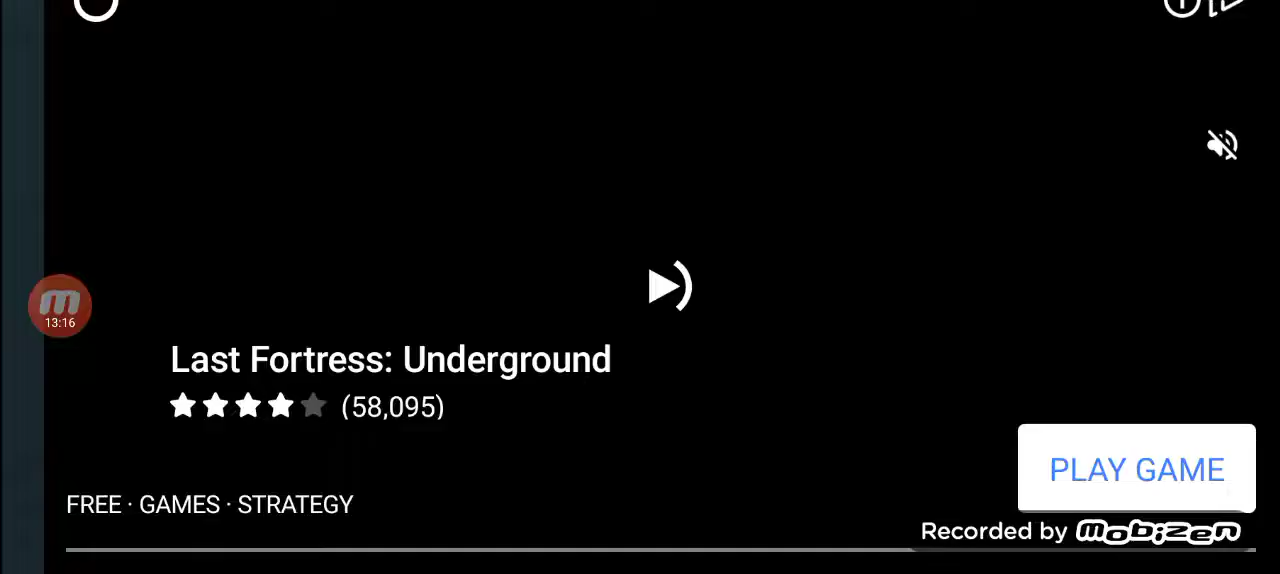 13:16
Last Fortress: Underground
(58,095)
PLAY GAME
FREE · GAMES · STRATEGY
Recorded by mobizen